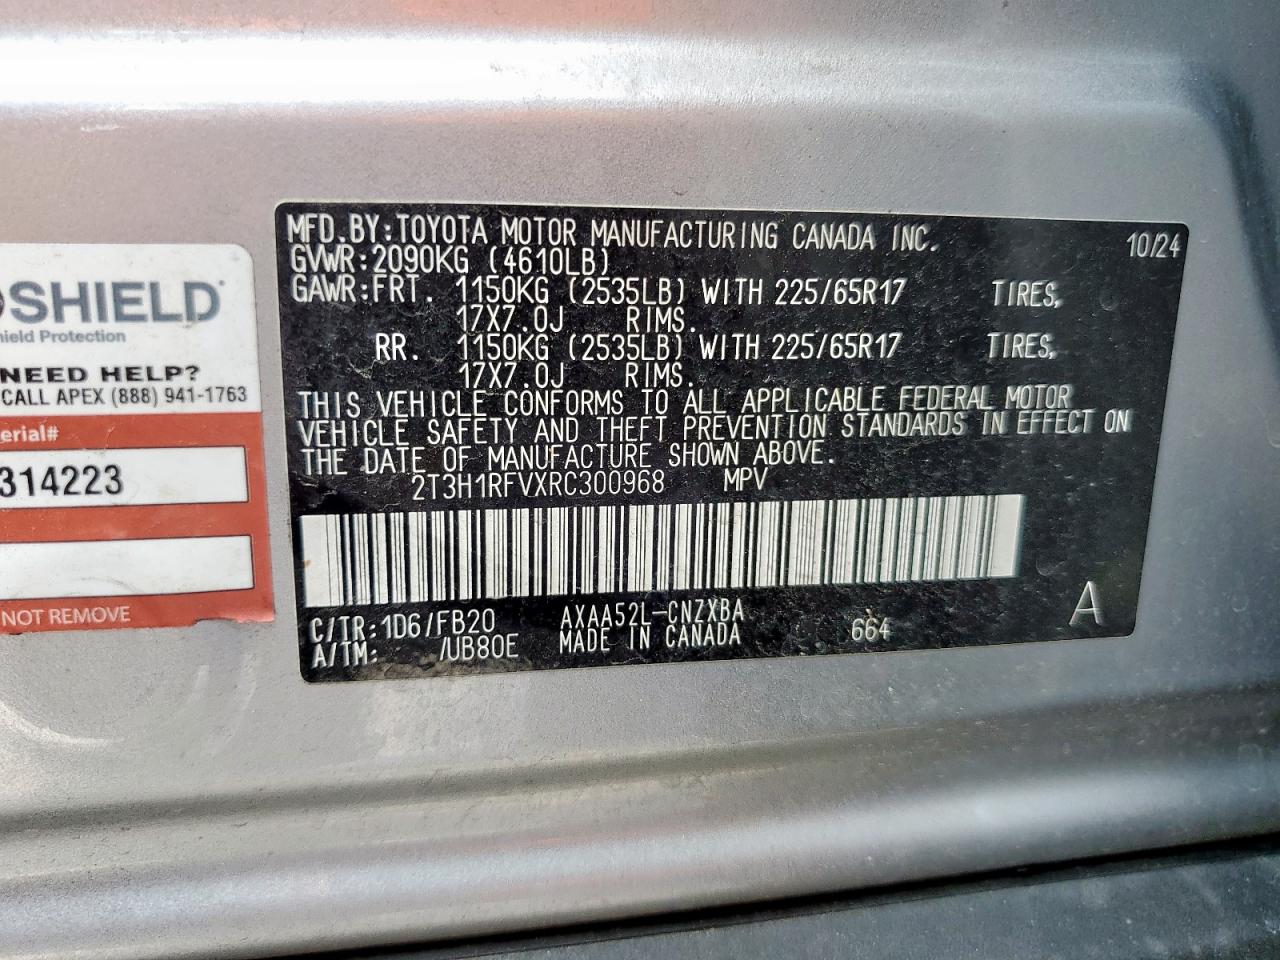 SHIELD
hield Protection
NEED HELP?
CALL APEX (888) 941-1763
erial#
314223
NOT REMOVE
MFD.BY:TOYOTA MOTOR MANUFACTURING CANADA INC. 10/24
GVWR:2090KG (4610LB)
GAWR:FRT. 1150KG (2535LB) WITH 225/65R17 TIRES,
17X7.0J RIMS.
RR. 1150KG (2535LB) WITH 225/65R17 TIRES,
17X7.0J RIMS.
THIS VEHICLE CONFORMS TO ALL APPLICABLE FEDERAL MOTOR
VEHICLE SAFETY AND THEFT PREVENTION STANDARDS IN EFFECT ON
THE DATE OF MANUFACTURE SHOWN ABOVE.
2T3H1RFVXRC300968 MPV
C/TR:1D6/FB20 AXAA52L-CNZXBA
A/TM: /UB80E MADE IN CANADA 664
A